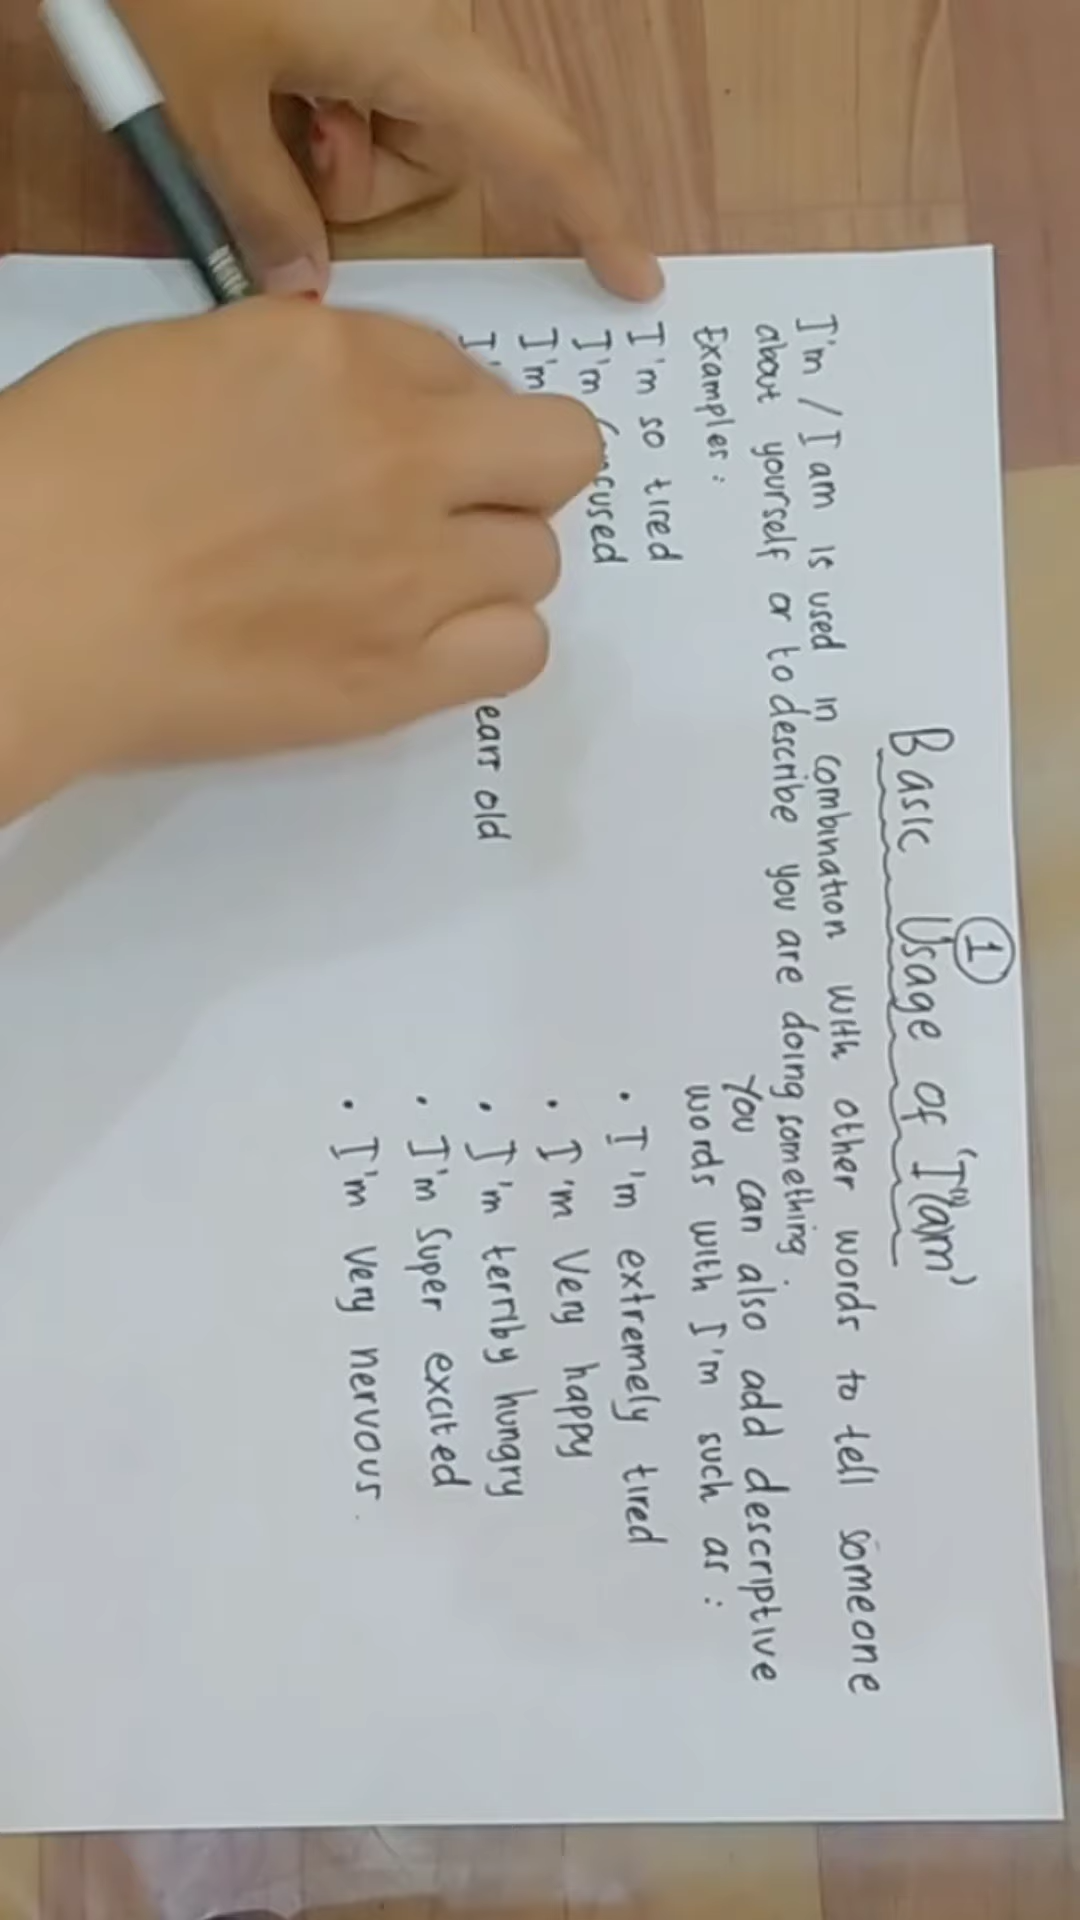 ①
Basic Usage of 'I'(am)'
I'm / I am is used in combination with other words to tell someone
about yourself or to describe you are doing something.
Examples:
I'm so tired
I'm confused
I'm
ears old
You can also add descriptive
words with I'm such as:
• I'm extremely tired
• I'm Very happy
• I'm terriby hungry
• I'm Super excited
• I'm Very nervous.